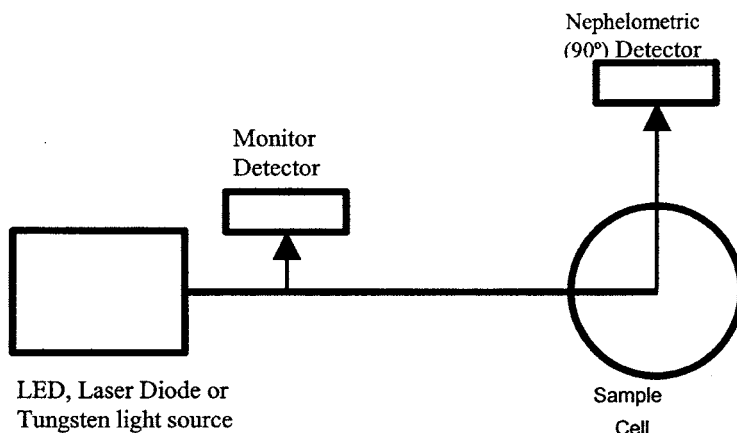 Nephelometric
(90º) Detector
Monitor
Detector
LED, Laser Diode or
Tungsten light source
Sample
Cell